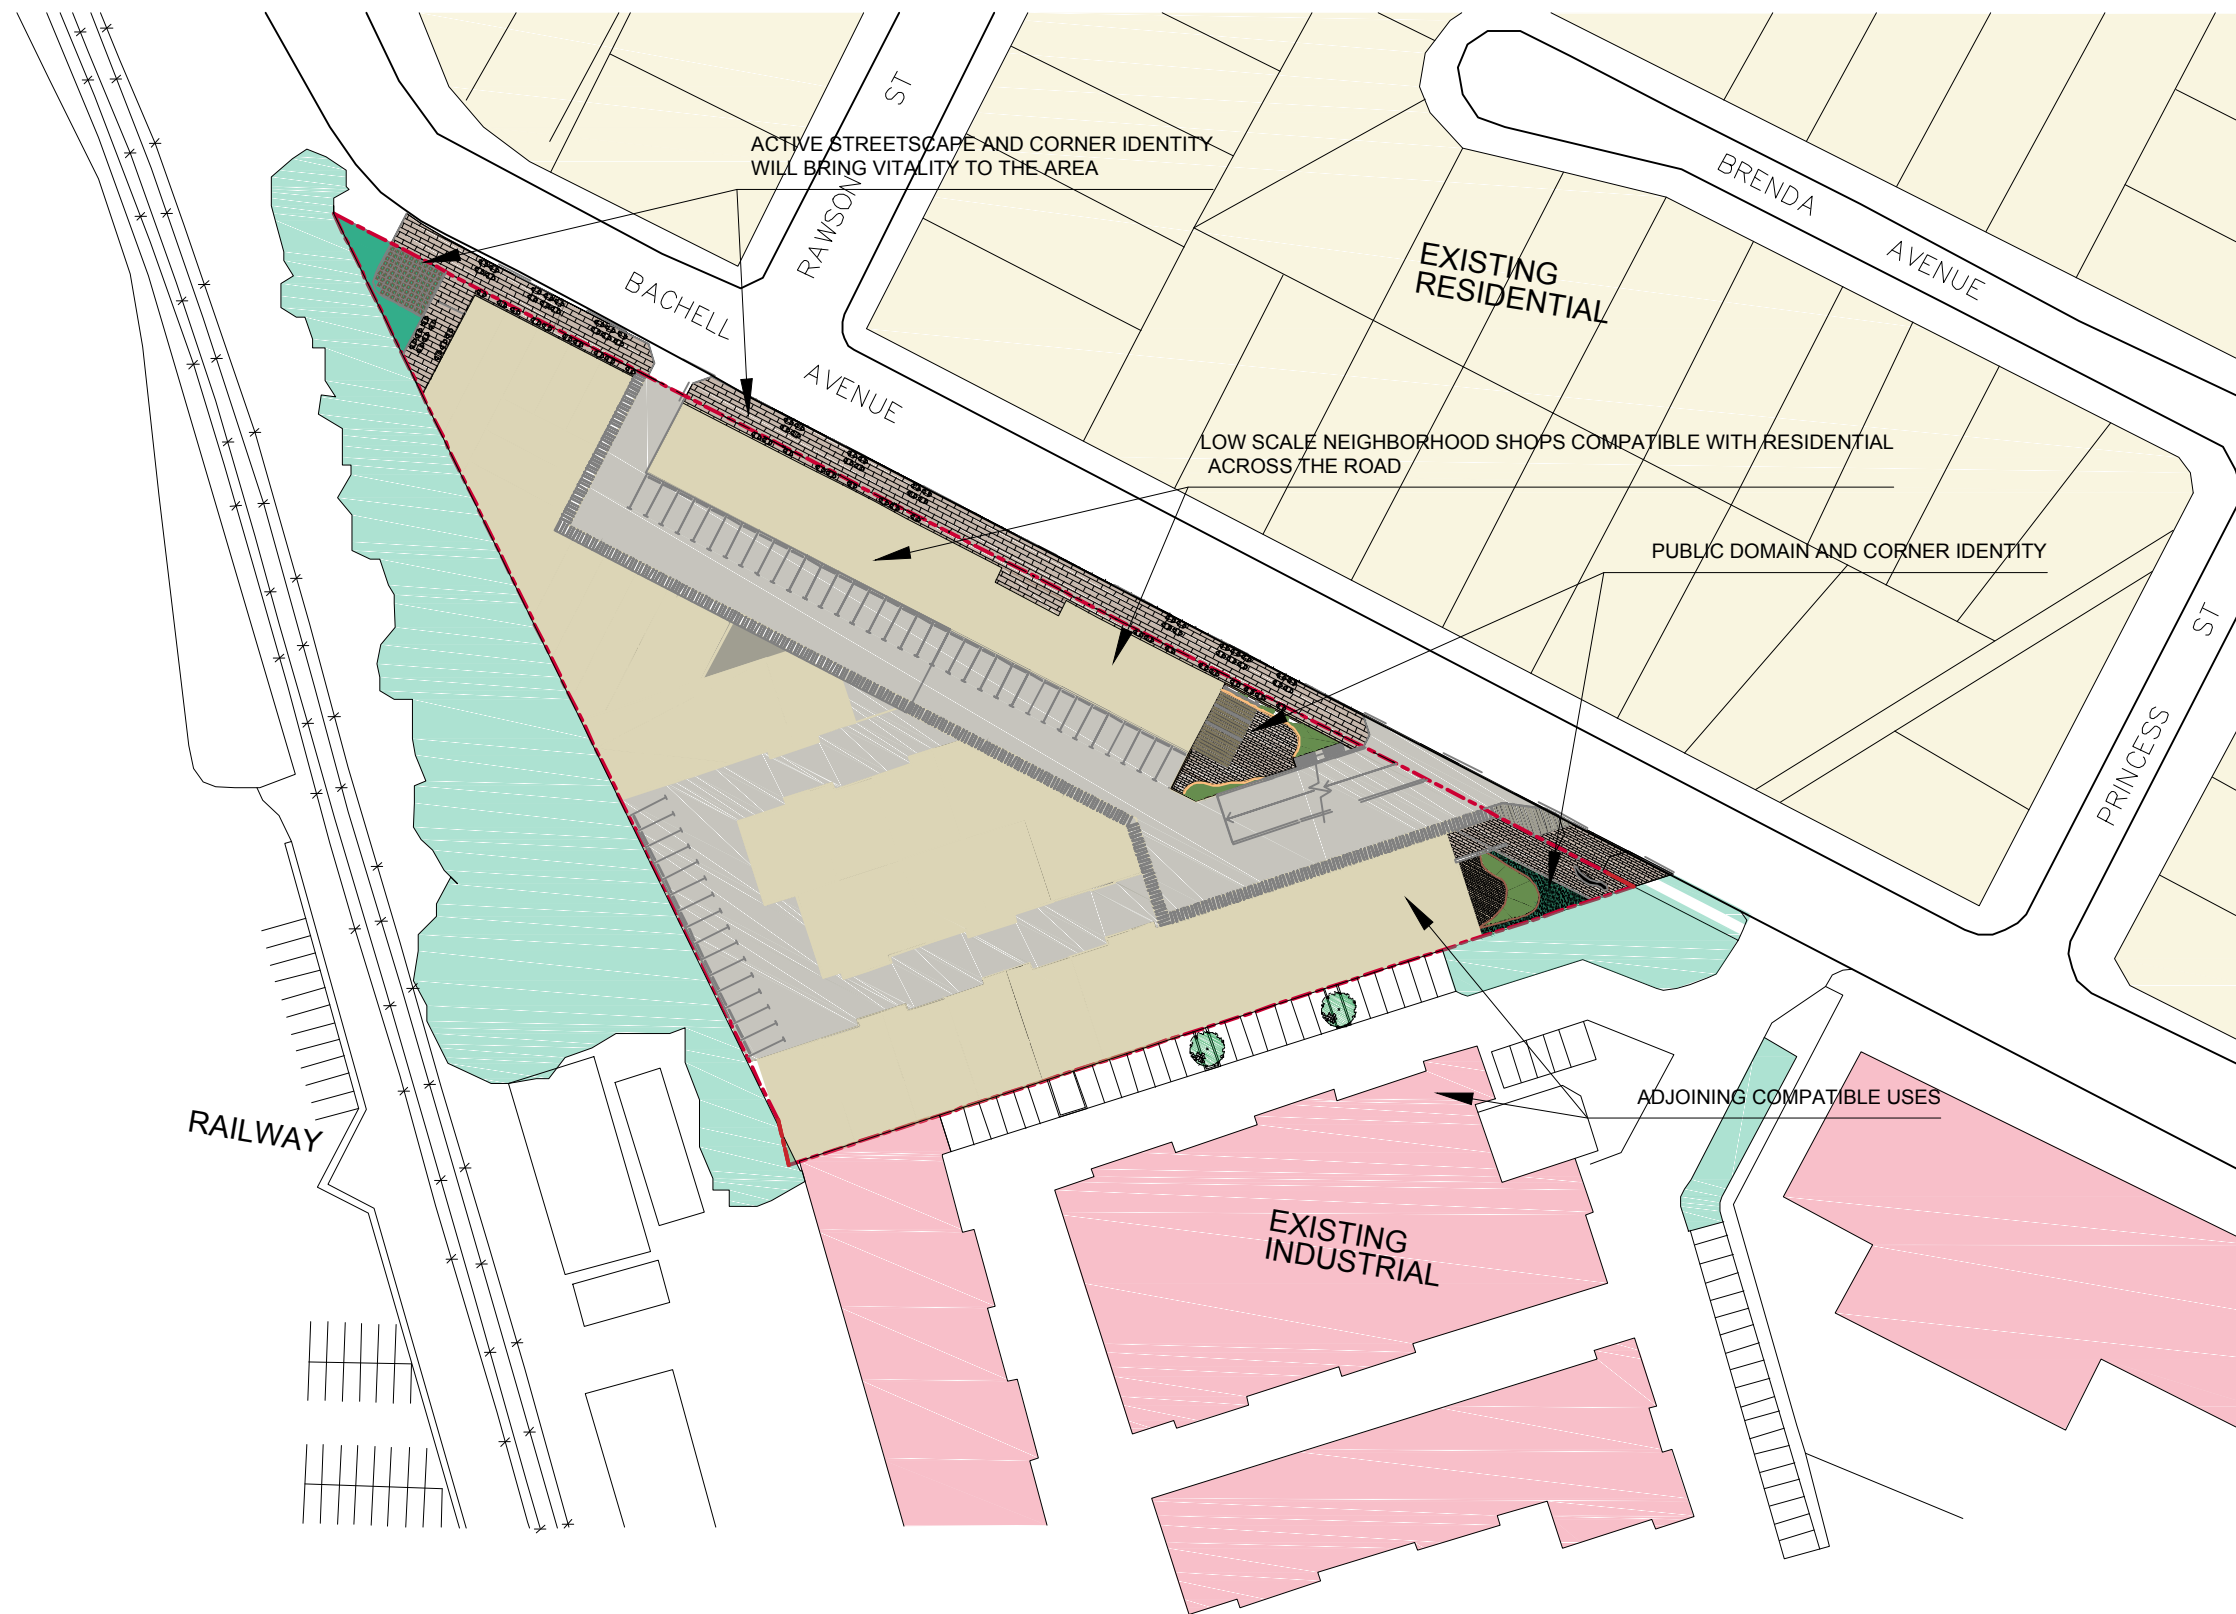 ST
RAWSON
ACTIVE STREETSCAPE AND CORNER IDENTITY
WILL BRING VITALITY TO THE AREA
BRENDA
AVENUE
EXISTING
RESIDENTIAL
BACHELL
AVENUE
LOW SCALE NEIGHBORHOOD SHOPS COMPATIBLE WITH RESIDENTIAL
ACROSS THE ROAD
PUBLIC DOMAIN AND CORNER IDENTITY
ST
PRINCESS
ADJOINING COMPATIBLE USES
RAILWAY
EXISTING
INDUSTRIAL